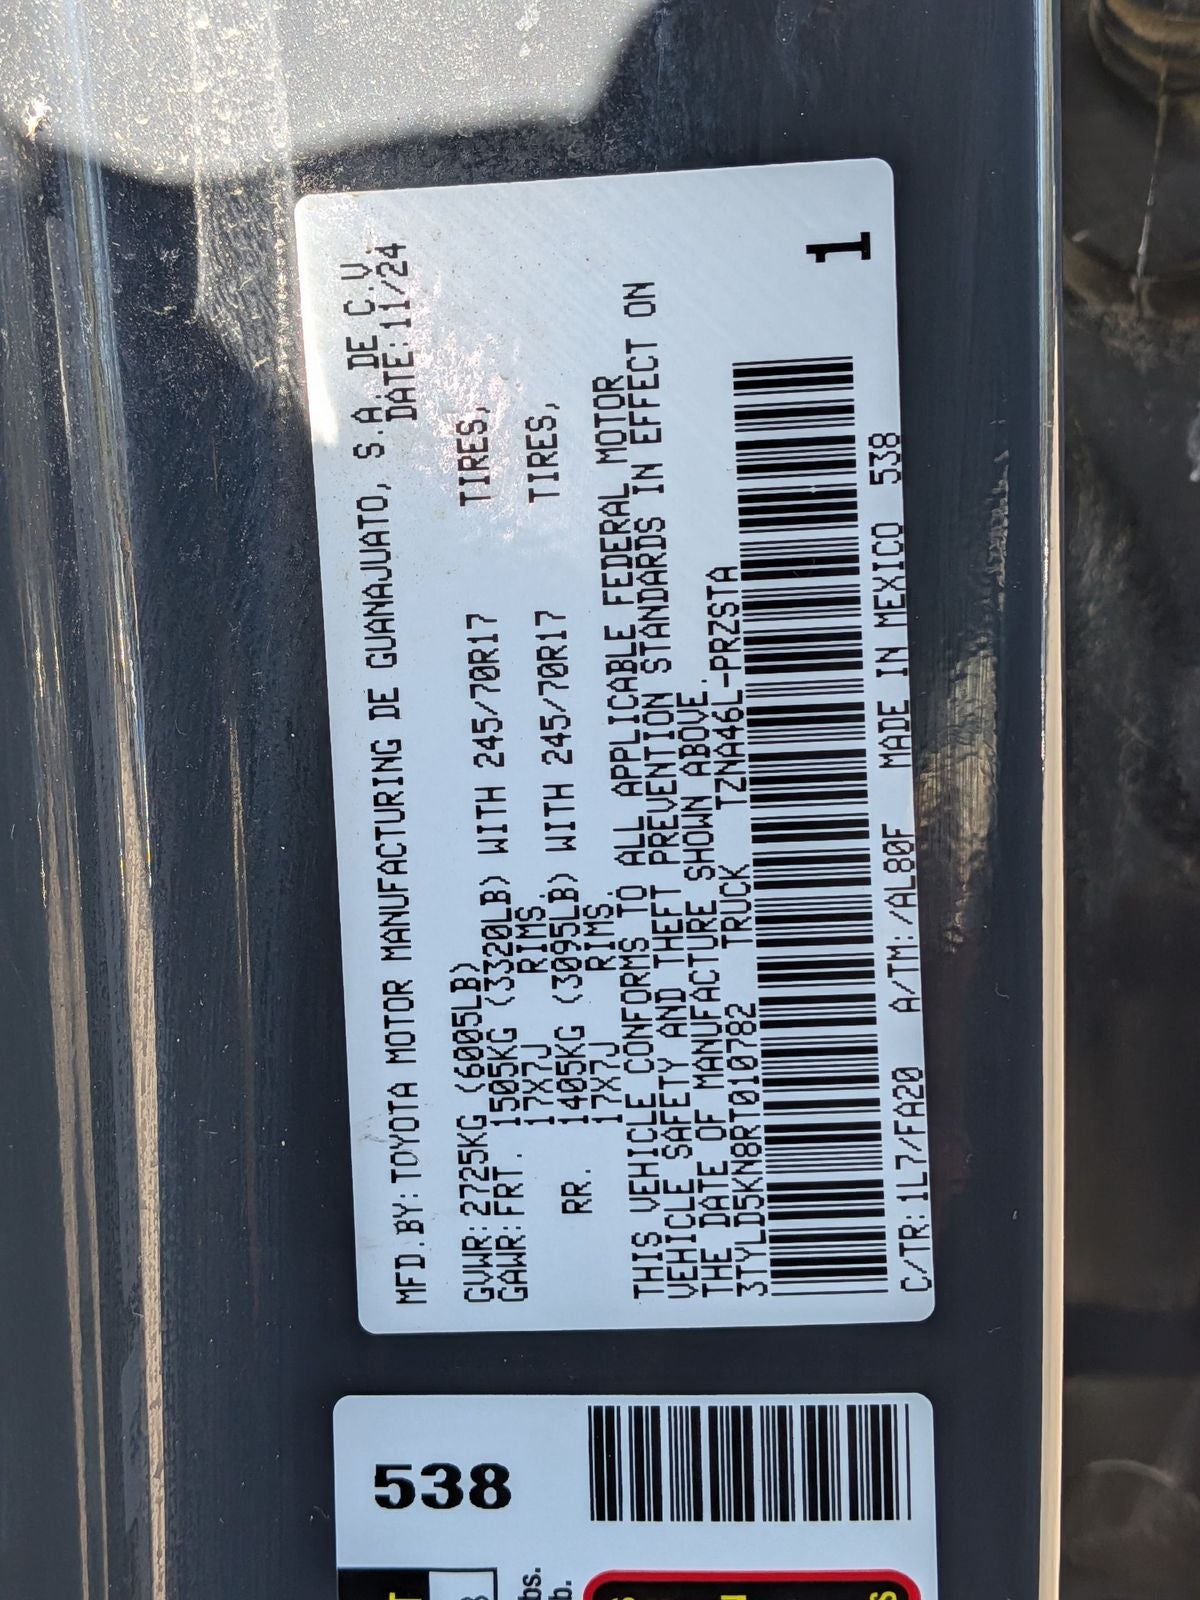 MFD.BY:TOYOTA MOTOR MANUFACTURING DE GUANAJUATO, S.A. DE C.V.
DATE:11/24
GVWR:2725KG (6005LB)
GAWR:FRT. 1505KG (3320LB) WITH 245/70R17 TIRES,
17X7J RIMS.
RR. 1405KG (3095LB) WITH 245/70R17 TIRES,
17X7J RIMS.
THIS VEHICLE CONFORMS TO ALL APPLICABLE FEDERAL MOTOR
VEHICLE SAFETY AND THEFT PREVENTION STANDARDS IN EFFECT ON
THE DATE OF MANUFACTURE SHOWN ABOVE.
3TYLD5KN8RT010782 TRUCK TZNA46L-PRZSTA
1
C/TR:1L7/FA20 A/TM:/AL80F MADE IN MEXICO 538
538